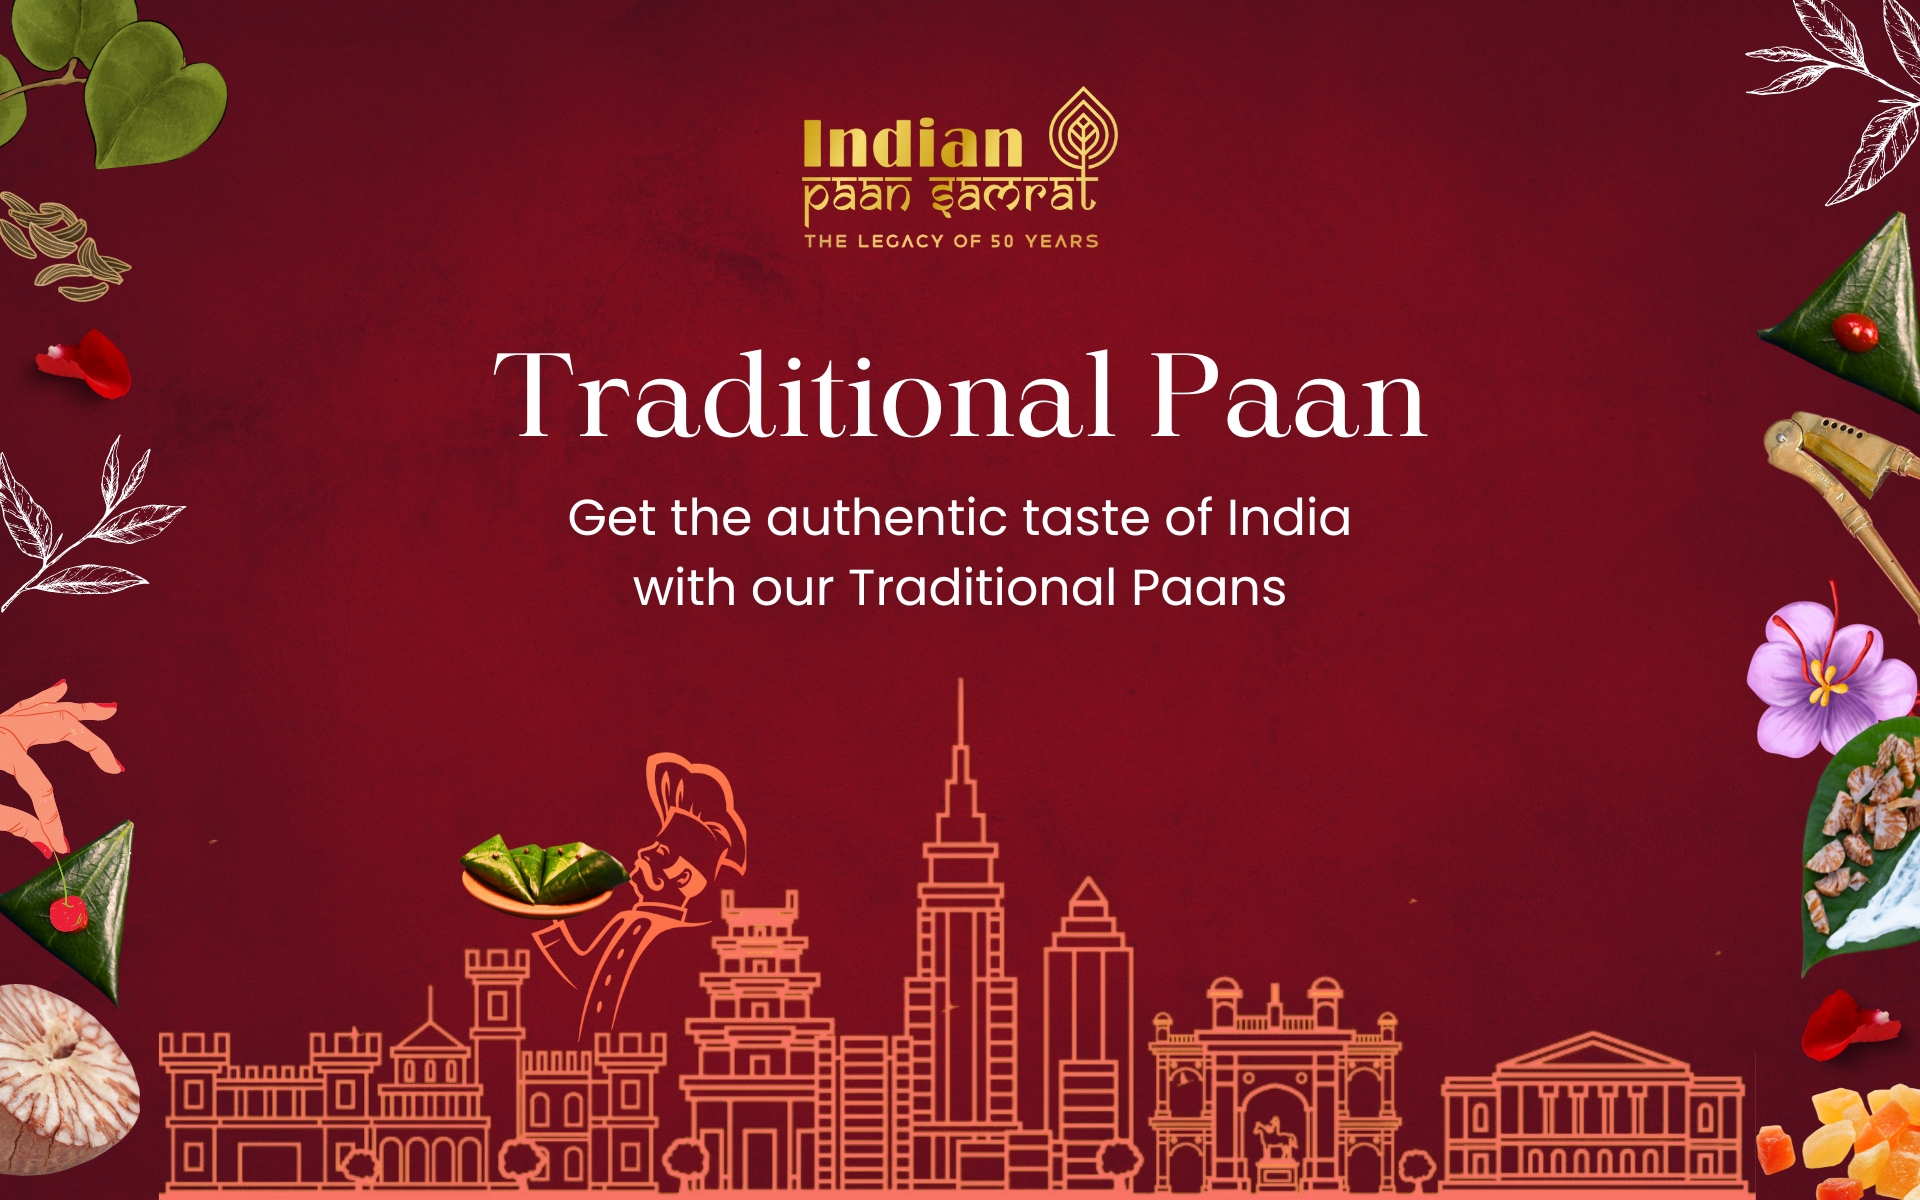 Indian
paan samrat
THE LEGACY OF 50 YEARS
Traditional Paan
Get the authentic taste of India
with our Traditional Paans